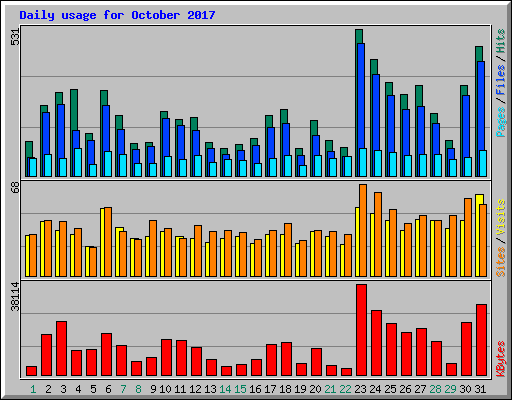 Daily usage for October 2017
531
Pages / Files / Hits
68
Sites / Visits
38114
KBytes
1 2 3 4 5 6 7 8 9 10 11 12 13 14 15 16 17 18 19 20 21 22 23 24 25 26 27 28 29 30 31